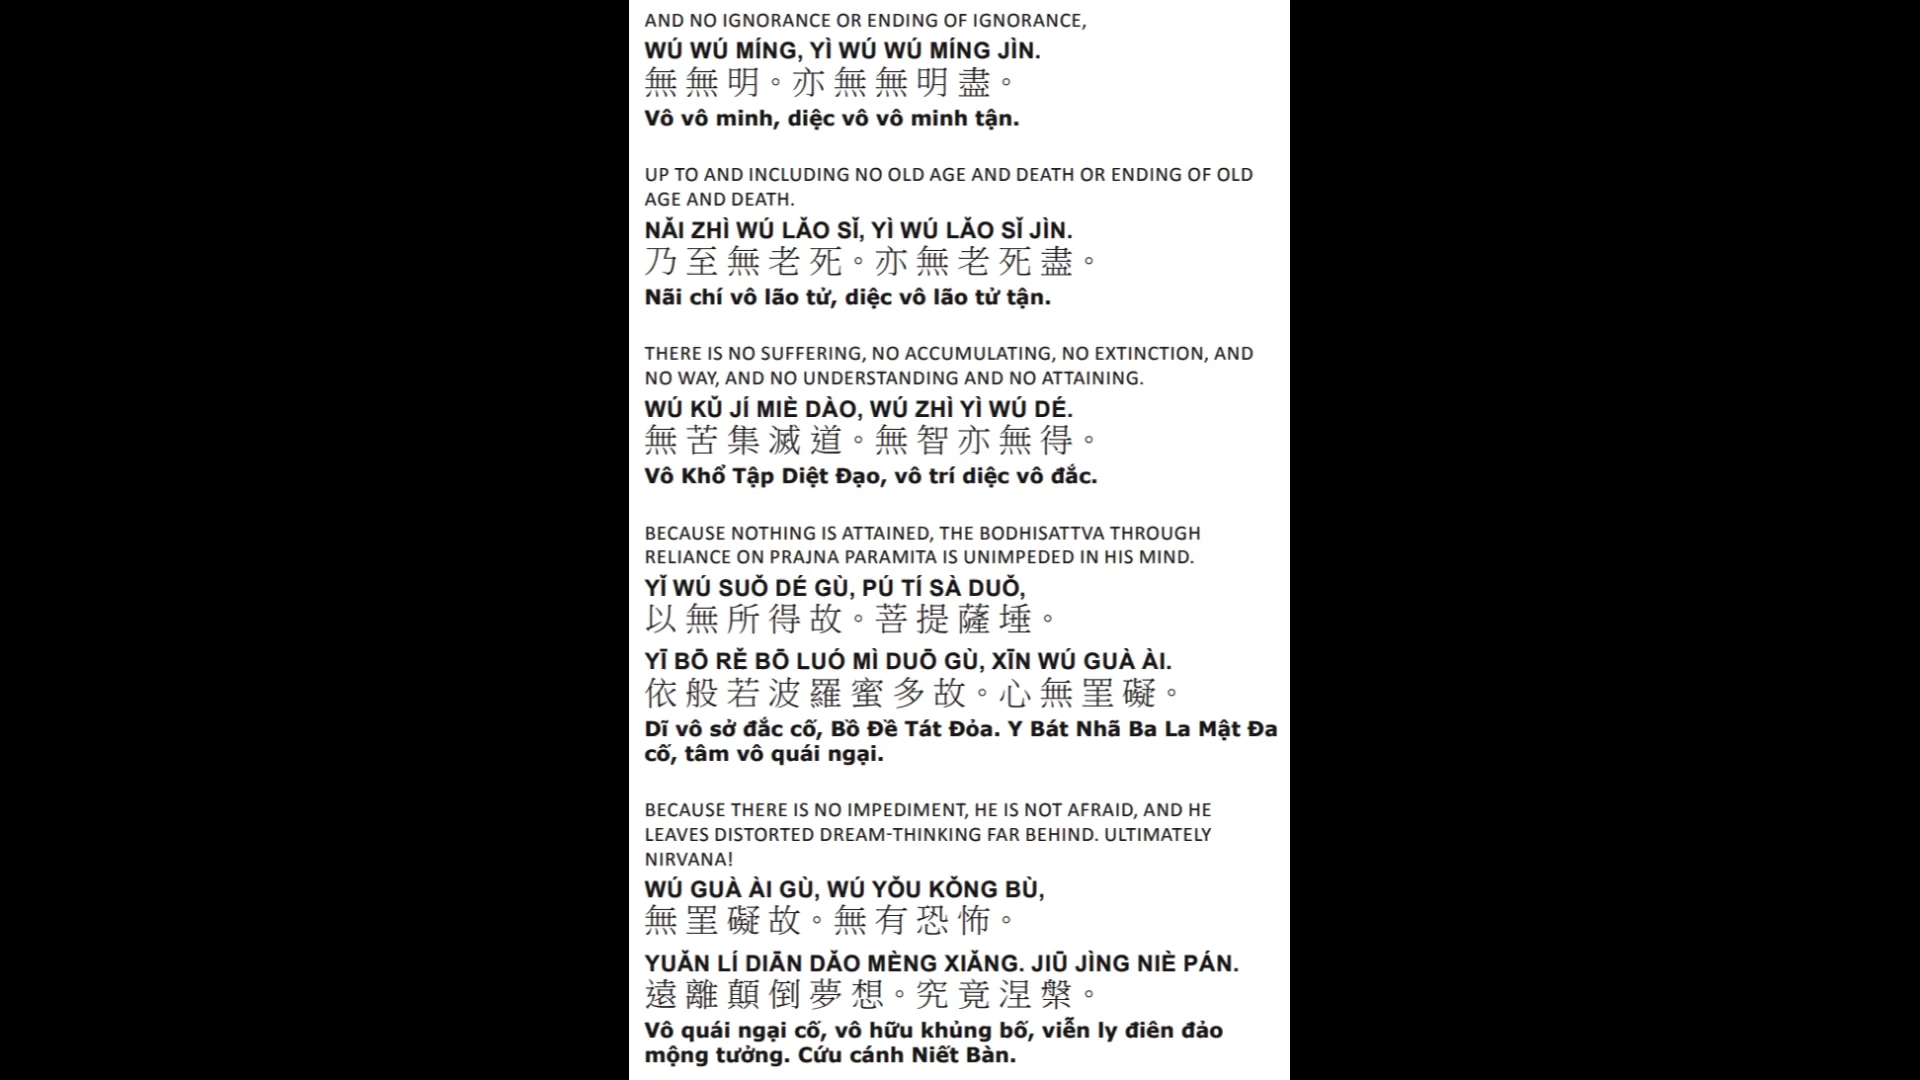 AND NO IGNORANCE OR ENDING OF IGNORANCE,
WÚ WÚ MÍNG, YÌ WÚ WÚ MÍNG JÌN.
無無明。亦無無明盡。
Vô vô minh, diệc vô vô minh tận.
UP TO AND INCLUDING NO OLD AGE AND DEATH OR ENDING OF OLD
AGE AND DEATH.
NǍI ZHÌ WÚ LǍO SǏ, YÌ WÚ LǍO SǏ JÌN.
乃至無老死。亦無老死盡。
Nãi chí vô lão tử, diệc vô lão tử tận.
THERE IS NO SUFFERING, NO ACCUMULATING, NO EXTINCTION, AND
NO WAY, AND NO UNDERSTANDING AND NO ATTAINING.
WÚ KǓ JÍ MIÈ DÀO, WÚ ZHÌ YÌ WÚ DÉ.
無苦集滅道。無智亦無得。
Vô Khổ Tập Diệt Đạo, vô trí diệc vô đắc.
BECAUSE NOTHING IS ATTAINED, THE BODHISATTVA THROUGH
RELIANCE ON PRAJNA PARAMITA IS UNIMPEDED IN HIS MIND.
YǏ WÚ SUǑ DÉ GÙ, PÚ TÍ SÀ DUǑ,
以無所得故。菩提薩埵。
YĪ BŌ RĚ BŌ LUÓ MÌ DUŌ GÙ, XĪN WÚ GUÀ ÀI.
依般若波羅蜜多故。心無罣礙。
Dĩ vô sở đắc cố, Bồ Đề Tát Đỏa. Y Bát Nhã Ba La Mật Đa
cố, tâm vô quái ngại.
BECAUSE THERE IS NO IMPEDIMENT, HE IS NOT AFRAID, AND HE
LEAVES DISTORTED DREAM-THINKING FAR BEHIND. ULTIMATELY
NIRVANA!
WÚ GUÀ ÀI GÙ, WÚ YǑU KǑNG BÙ,
無罣礙故。無有恐怖。
YUǍN LÍ DIĀN DǍO MÈNG XIǍNG. JIŪ JÌNG NIÈ PÁN.
遠離顛倒夢想。究竟涅槃。
Vô quái ngại cố, vô hữu khủng bố, viễn ly điên đảo
mộng tưởng. Cứu cánh Niết Bàn.